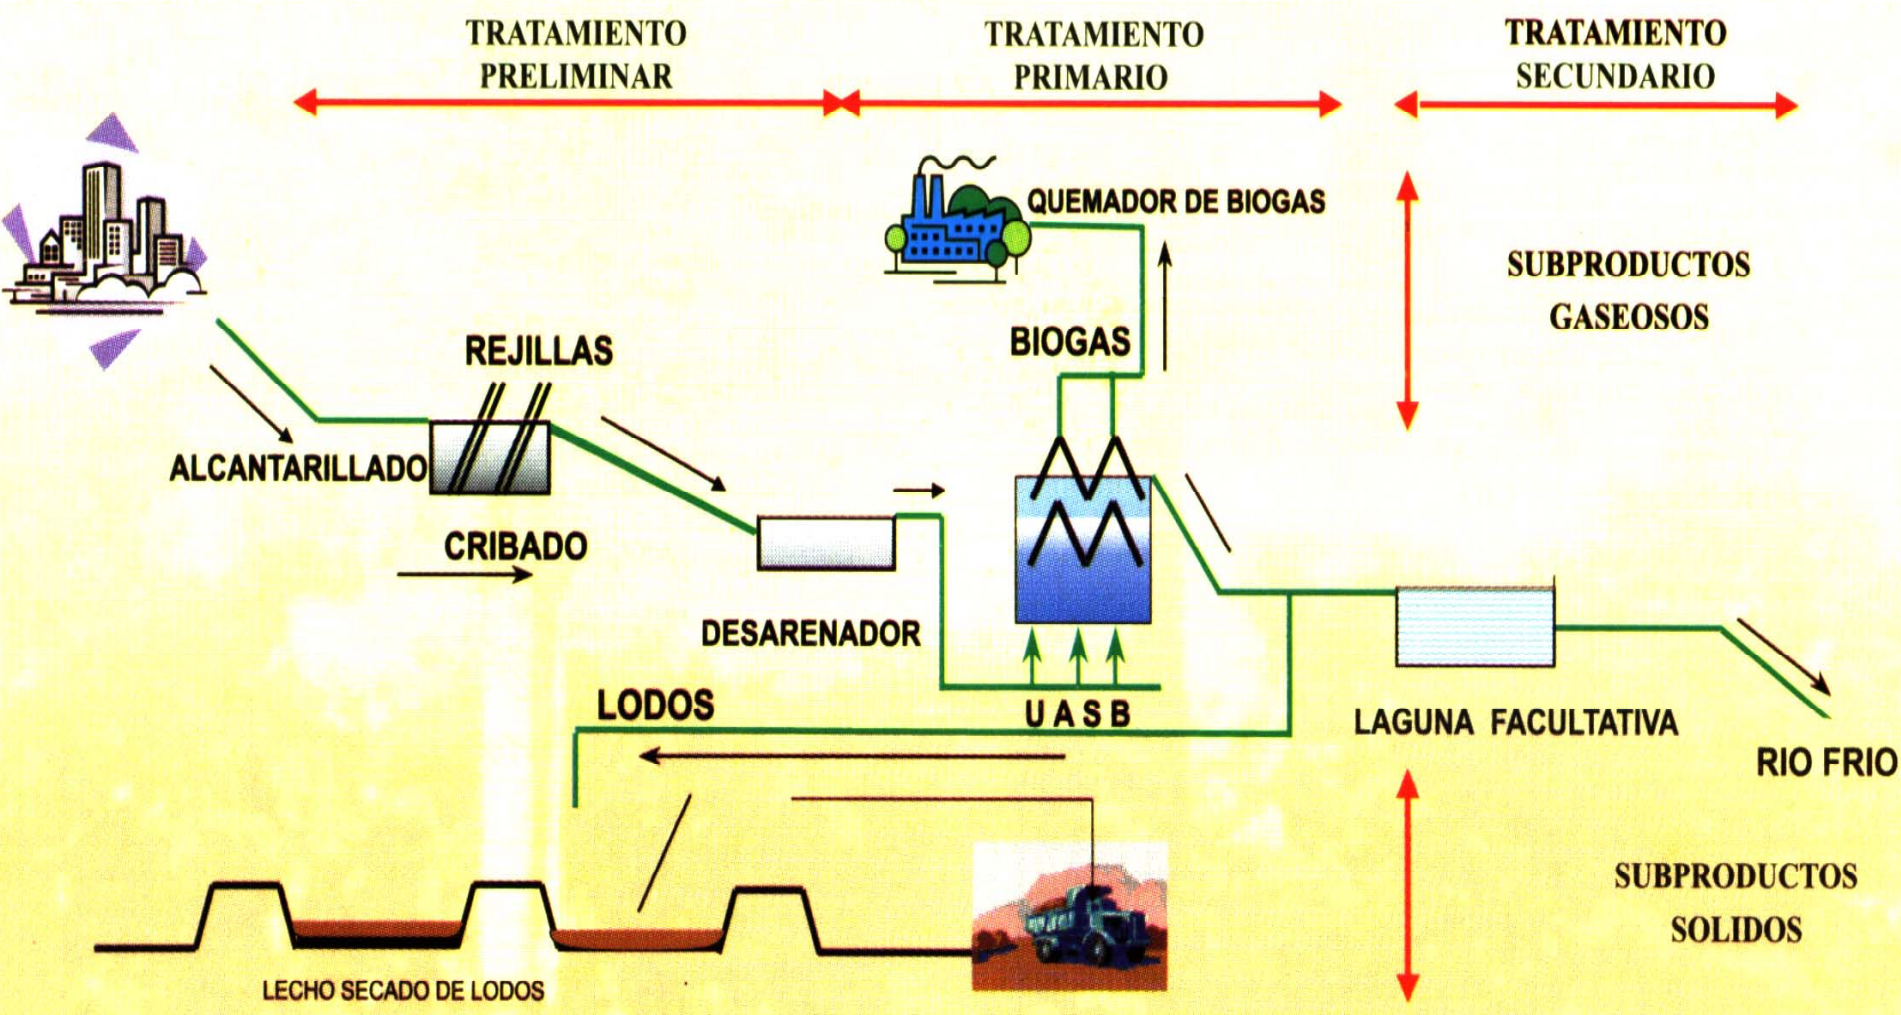 TRATAMIENTO
PRELIMINAR
TRATAMIENTO
PRIMARIO
TRATAMIENTO
SECUNDARIO
QUEMADOR DE BIOGAS
SUBPRODUCTOS
GASEOSOS
BIOGAS
REJILLAS
ALCANTARILLADO
CRIBADO
DESARENADOR
LODOS
U A S B
LAGUNA FACULTATIVA
RIO FRIO
SUBPRODUCTOS
SOLIDOS
LECHO SECADO DE LODOS